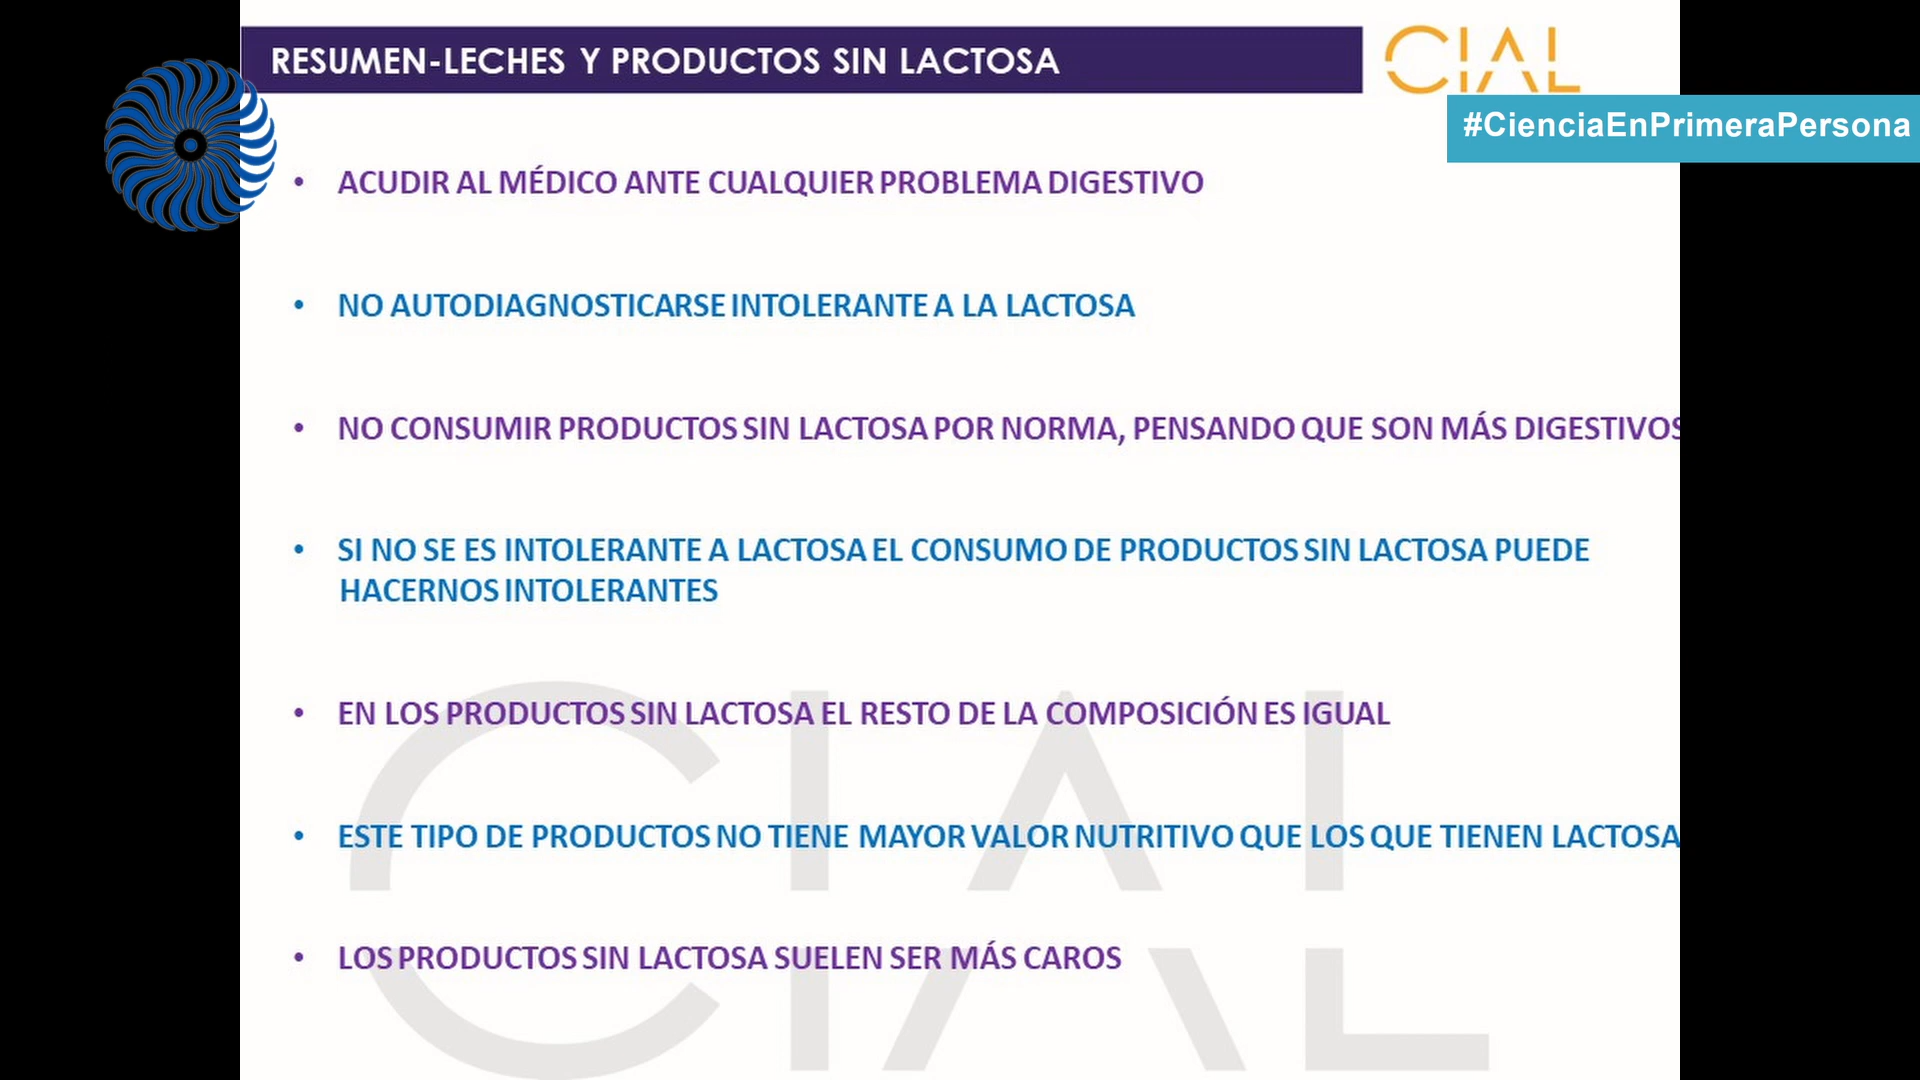 RESUMEN-LECHES Y PRODUCTOS SIN LACTOSA
CIAL
#CienciaEnPrimeraPersona
• ACUDIR AL MÉDICO ANTE CUALQUIER PROBLEMA DIGESTIVO
• NO AUTODIAGNOSTICARSE INTOLERANTE A LA LACTOSA
• NO CONSUMIR PRODUCTOS SIN LACTOSA POR NORMA, PENSANDO QUE SON MÁS DIGESTIVOS
• SI NO SE ES INTOLERANTE A LACTOSA EL CONSUMO DE PRODUCTOS SIN LACTOSA PUEDE
HACERNOS INTOLERANTES
• EN LOS PRODUCTOS SIN LACTOSA EL RESTO DE LA COMPOSICIÓN ES IGUAL
• ESTE TIPO DE PRODUCTOS NO TIENE MAYOR VALOR NUTRITIVO QUE LOS QUE TIENEN LACTOSA
• LOS PRODUCTOS SIN LACTOSA SUELEN SER MÁS CAROS
CIAL